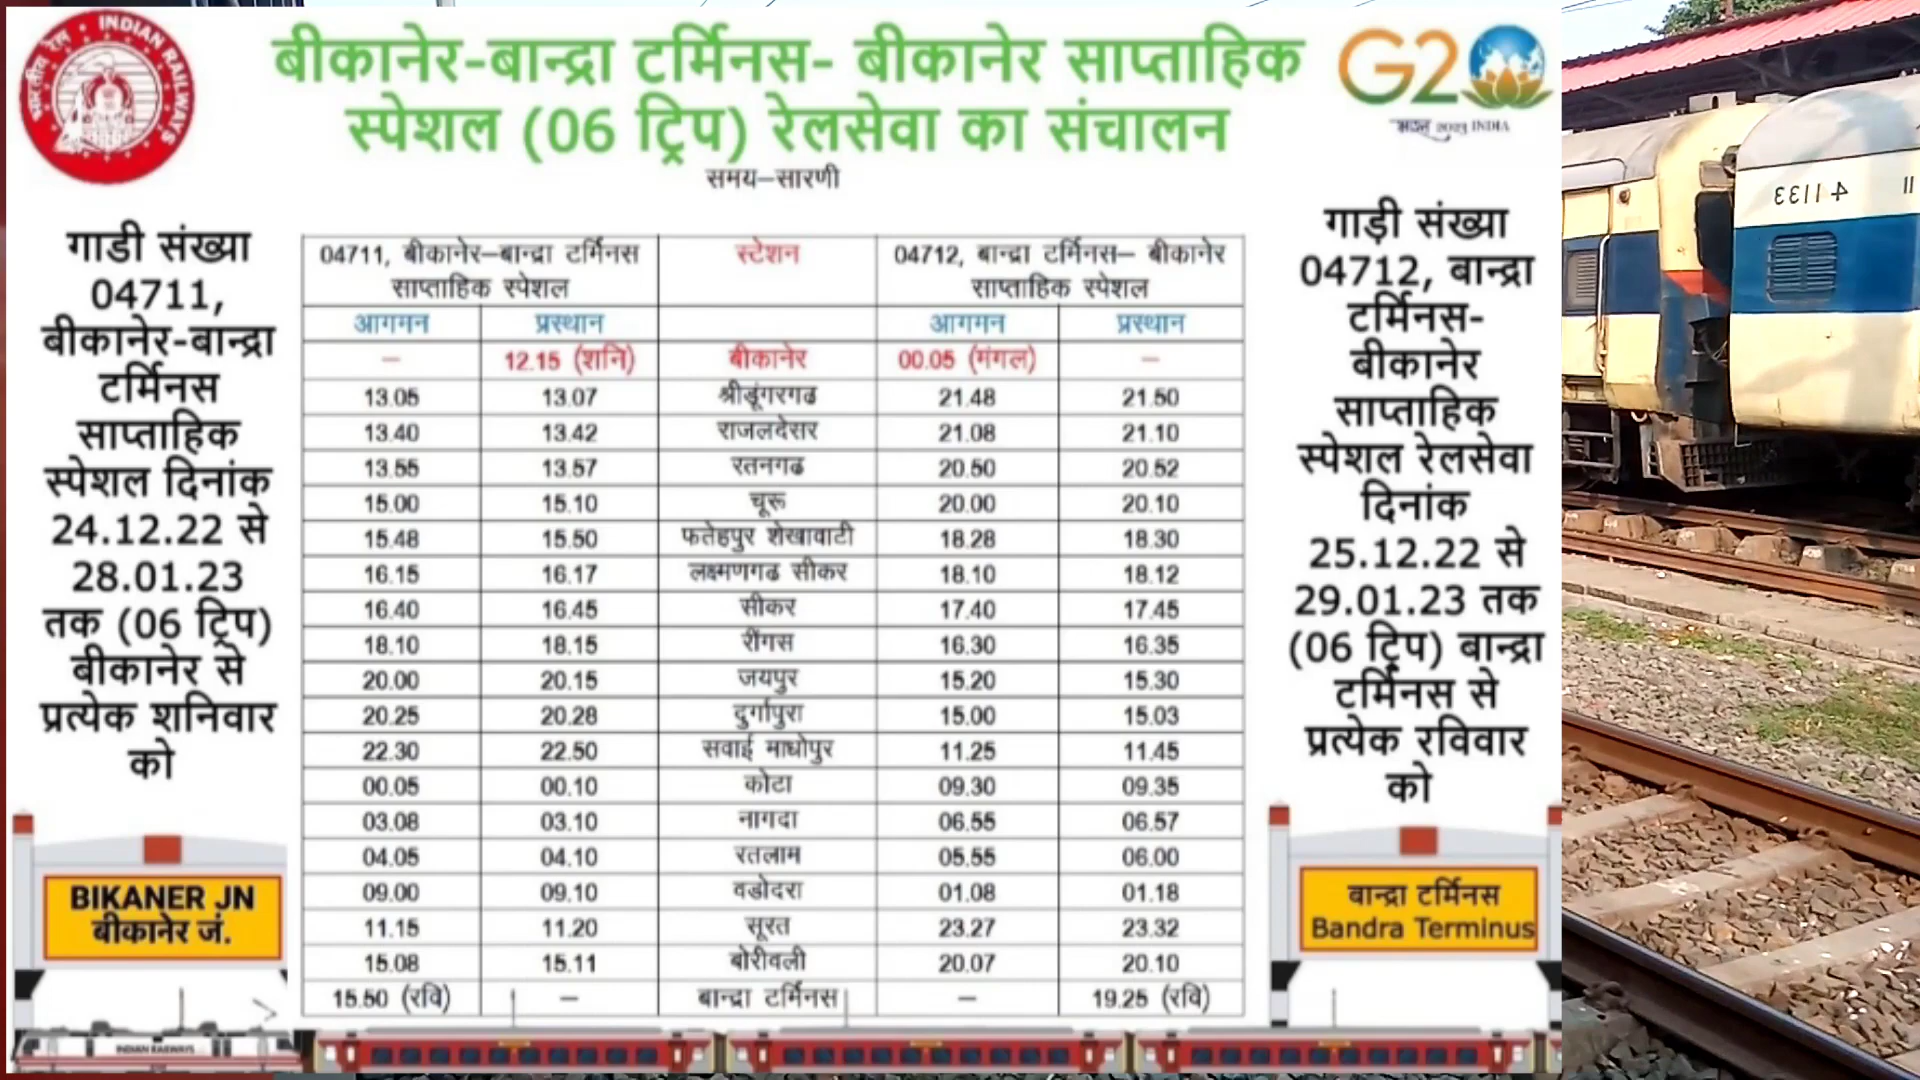 भारतीय रेल INDIAN RAILWAYS
बीकानेर-बान्द्रा टर्मिनस- बीकानेर साप्ताहिक
स्पेशल (06 ट्रिप) रेलसेवा का संचालन
G20
2023 INDIA
समय–सारणी
गाडी संख्या
04711,
बीकानेर-बान्द्रा
टर्मिनस
साप्ताहिक
स्पेशल दिनांक
24.12.22 से
28.01.23
तक (06 ट्रिप)
बीकानेर से
प्रत्येक शनिवार
को
04711, बीकानेर–बान्द्रा टर्मिनस साप्ताहिक स्पेशल स्टेशन 04712, बान्द्रा टर्मिनस– बीकानेर साप्ताहिक स्पेशल
आगमन प्रस्थान आगमन प्रस्थान
– 12.15 (शनि) बीकानेर 00.05 (मंगल) –
13.05 13.07 श्रीडूंगरगढ 21.48 21.50
13.40 13.42 राजलदेसर 21.08 21.10
13.55 13.57 रतनगढ 20.50 20.52
15.00 15.10 चूरू 20.00 20.10
15.48 15.50 फतेहपुर शेखावाटी 18.28 18.30
16.15 16.17 लक्ष्मणगढ सीकर 18.10 18.12
16.40 16.45 सीकर 17.40 17.45
18.10 18.15 रींगस 16.30 16.35
20.00 20.15 जयपुर 15.20 15.30
20.25 20.28 दुर्गापुरा 15.00 15.03
22.30 22.50 सवाई माधोपुर 11.25 11.45
00.05 00.10 कोटा 09.30 09.35
03.08 03.10 नागदा 06.55 06.57
04.05 04.10 रतलाम 05.55 06.00
09.00 09.10 वडोदरा 01.08 01.18
11.15 11.20 सूरत 23.27 23.32
15.08 15.11 बोरीवली 20.07 20.10
15.50 (रवि) – बान्द्रा टर्मिनस – 19.25 (रवि)
गाड़ी संख्या
04712, बान्द्रा
टर्मिनस-
बीकानेर
साप्ताहिक
स्पेशल रेलसेवा
दिनांक
25.12.22 से
29.01.23 तक
(06 ट्रिप) बान्द्रा
टर्मिनस से
प्रत्येक रविवार
को
BIKANER JN
बीकानेर जं.
बान्द्रा टर्मिनस
Bandra Terminus
INDIAN RAILWAYS
41133